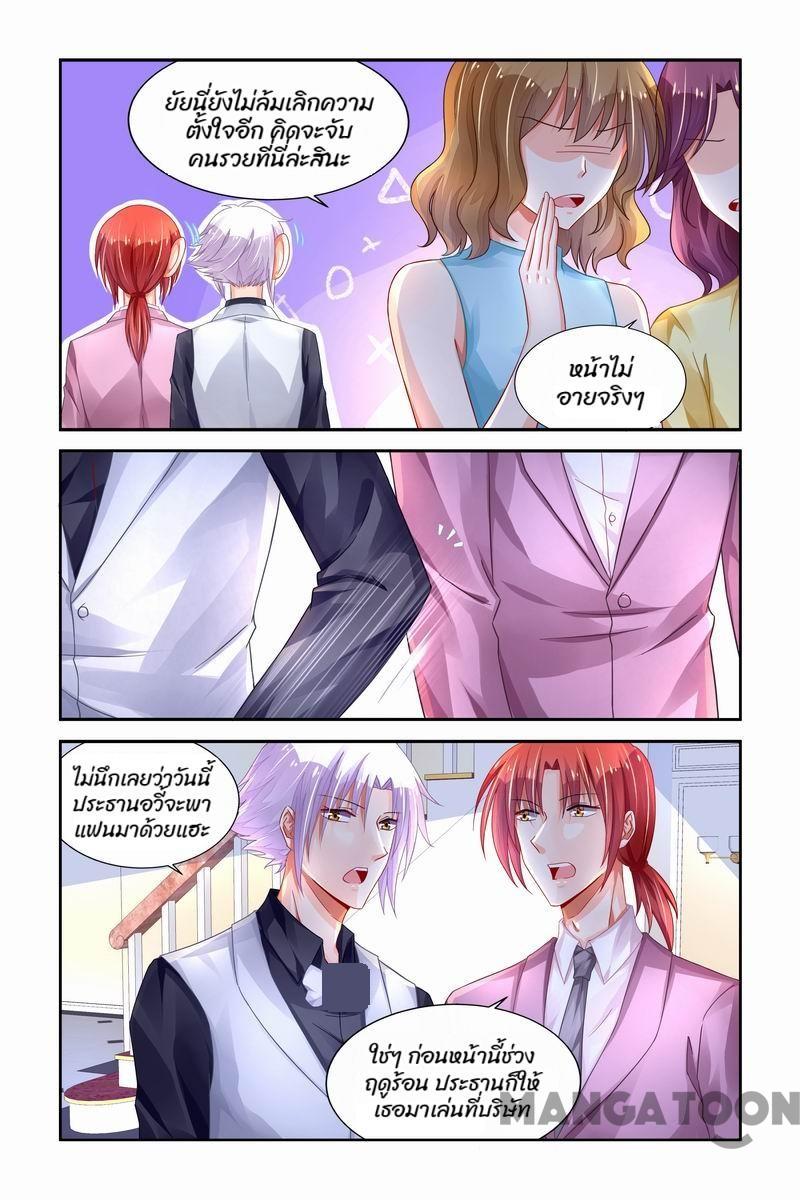 ยัยนี่ยังไม่ล้มเลิกความ
ตั้งใจอีก คิดจะจับ
คนรวยที่นี่ล่ะสินะ
หน้าไม่
อายจริงๆ
ไม่นึกเลยว่าวันนี้
ประธานอวี้จะพา
แฟนมาด้วยแฮะ
ใช่ๆ ก่อนหน้านี้ช่วง
ฤดูร้อน ประธานก็ให้
เธอมาเล่นที่บริษัท
MANGATOON